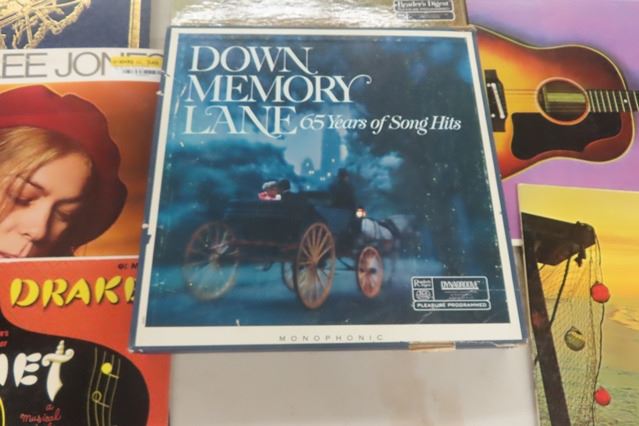 Reader's Digest
LEE JONES
DOWN
MEMORY
LANE 65 Years of Song Hits
DYNAGROOVE
PLEASURE PROGRAMMED
MONOPHONIC
DRAKE
a
musical